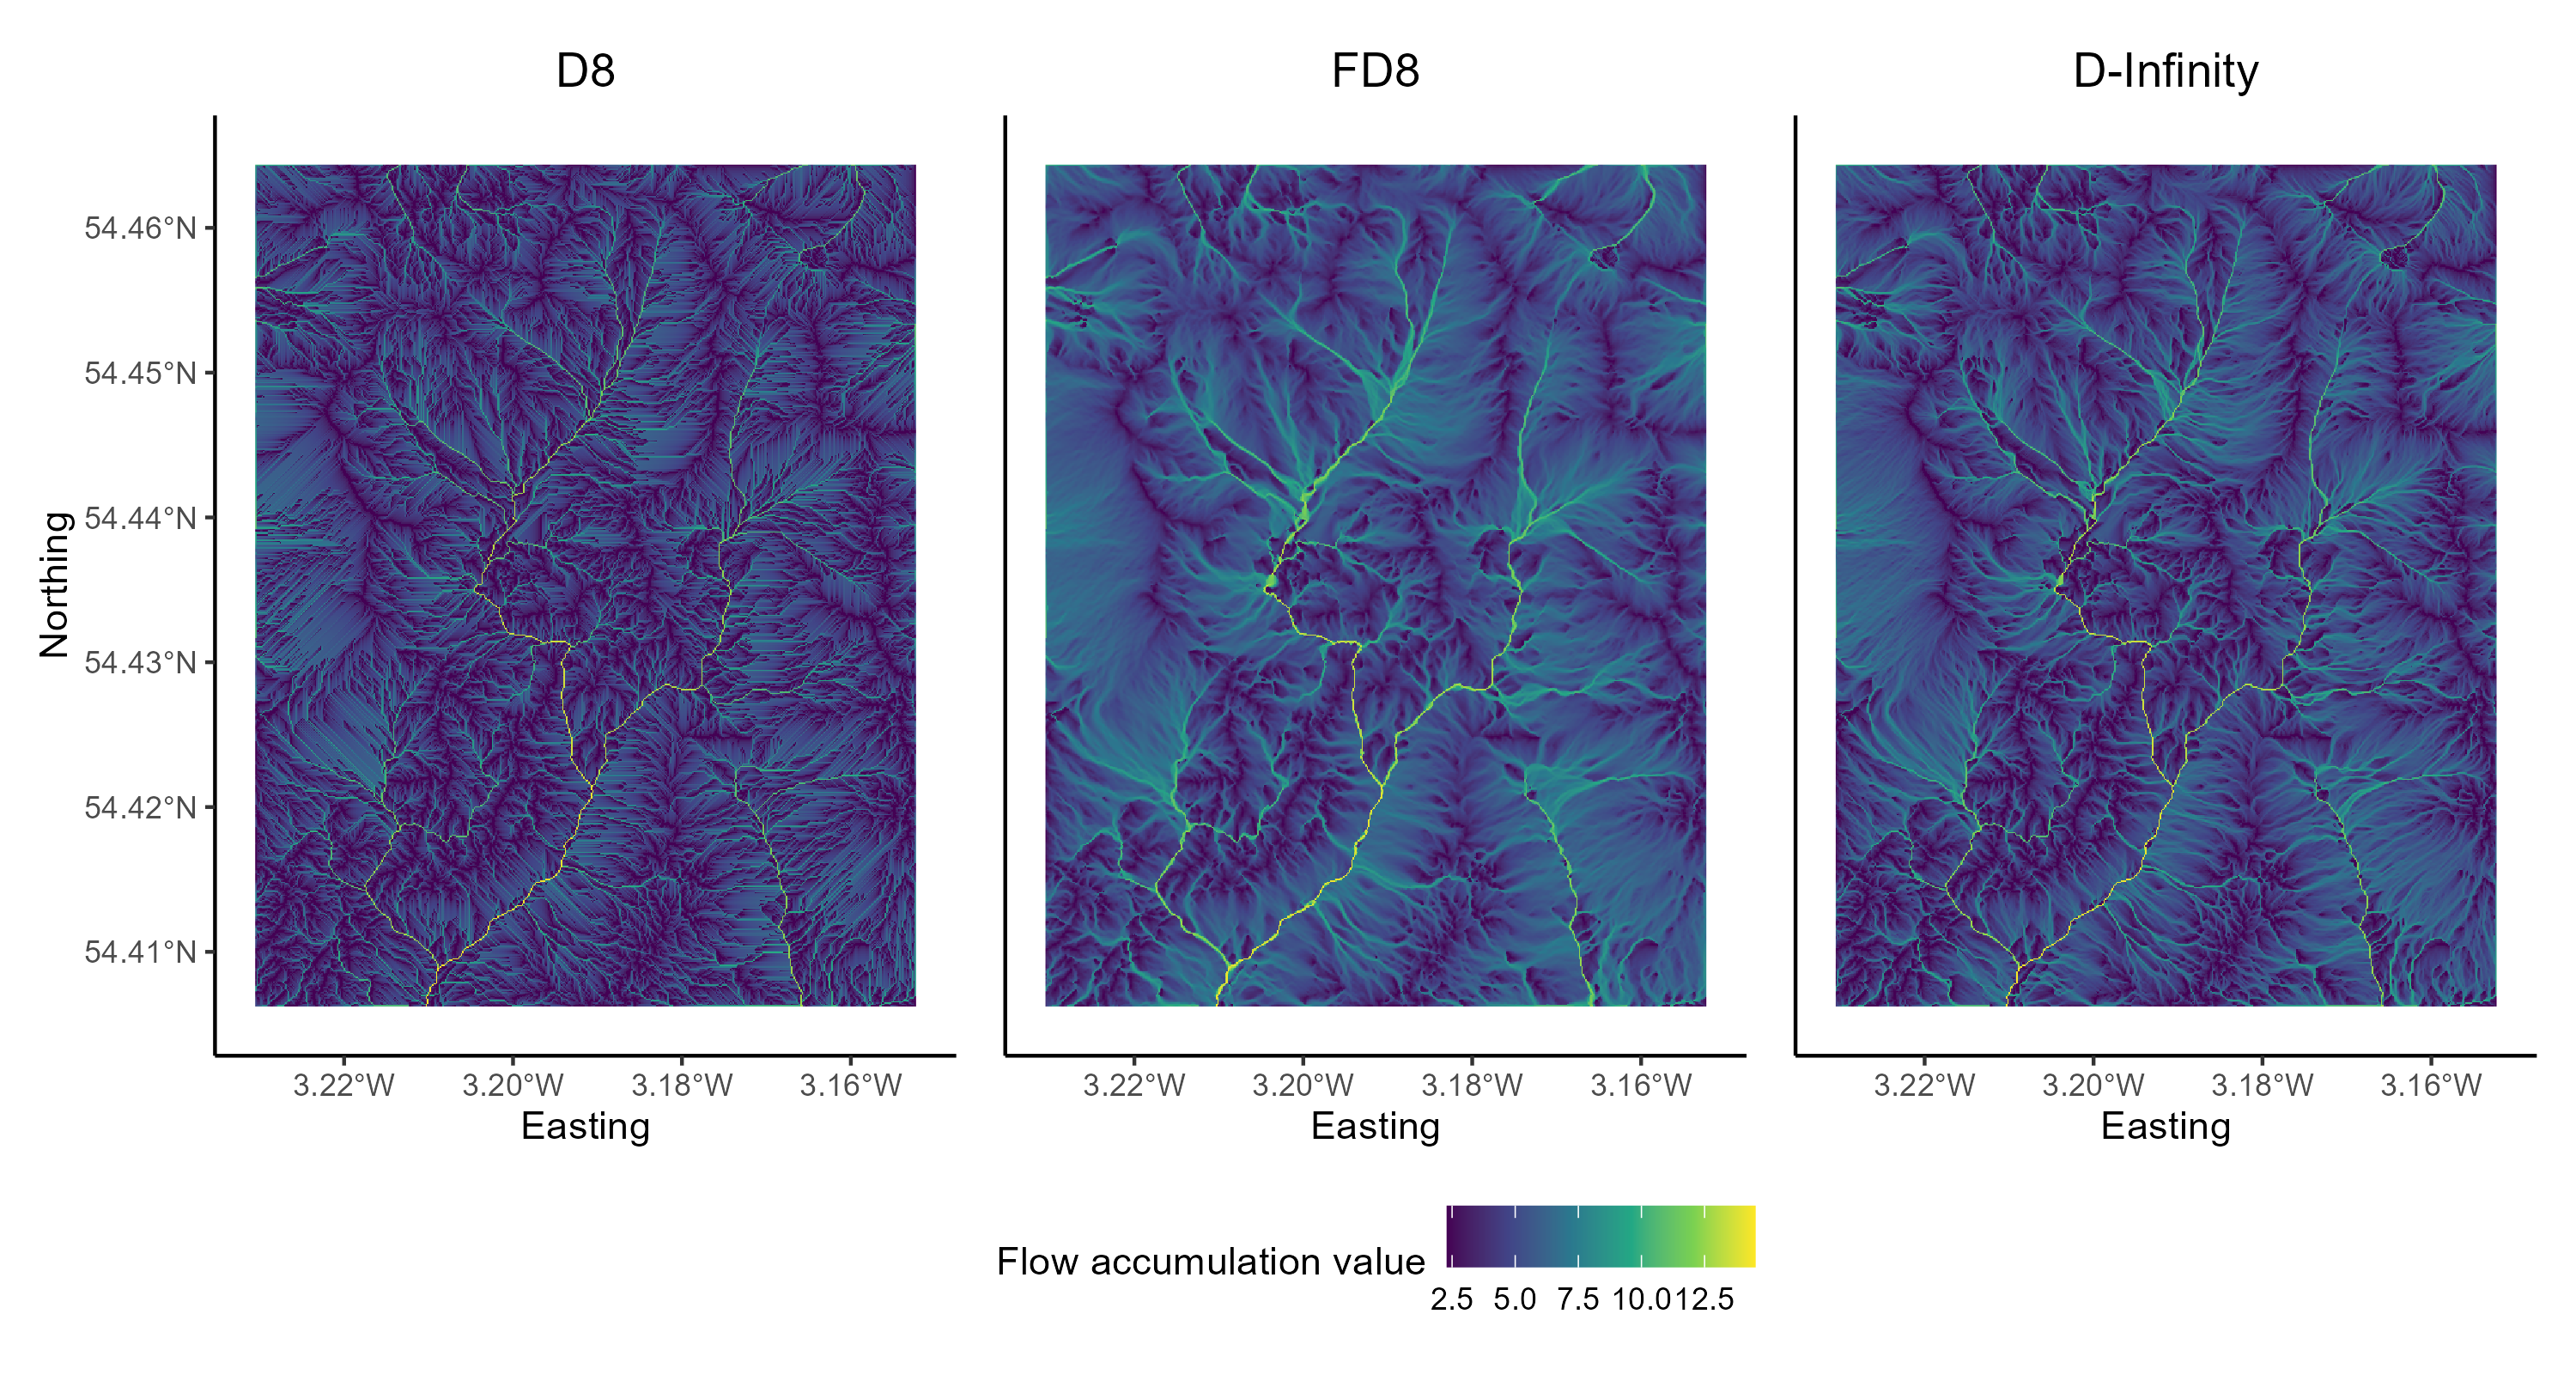 D8
FD8
D-Infinity
Northing
54.46°N
54.45°N
54.44°N
54.43°N
54.42°N
54.41°N
3.22°W 3.20°W 3.18°W 3.16°W
3.22°W 3.20°W 3.18°W 3.16°W
3.22°W 3.20°W 3.18°W 3.16°W
Easting
Easting
Easting
Flow accumulation value
2.5 5.0 7.5 10.0 12.5